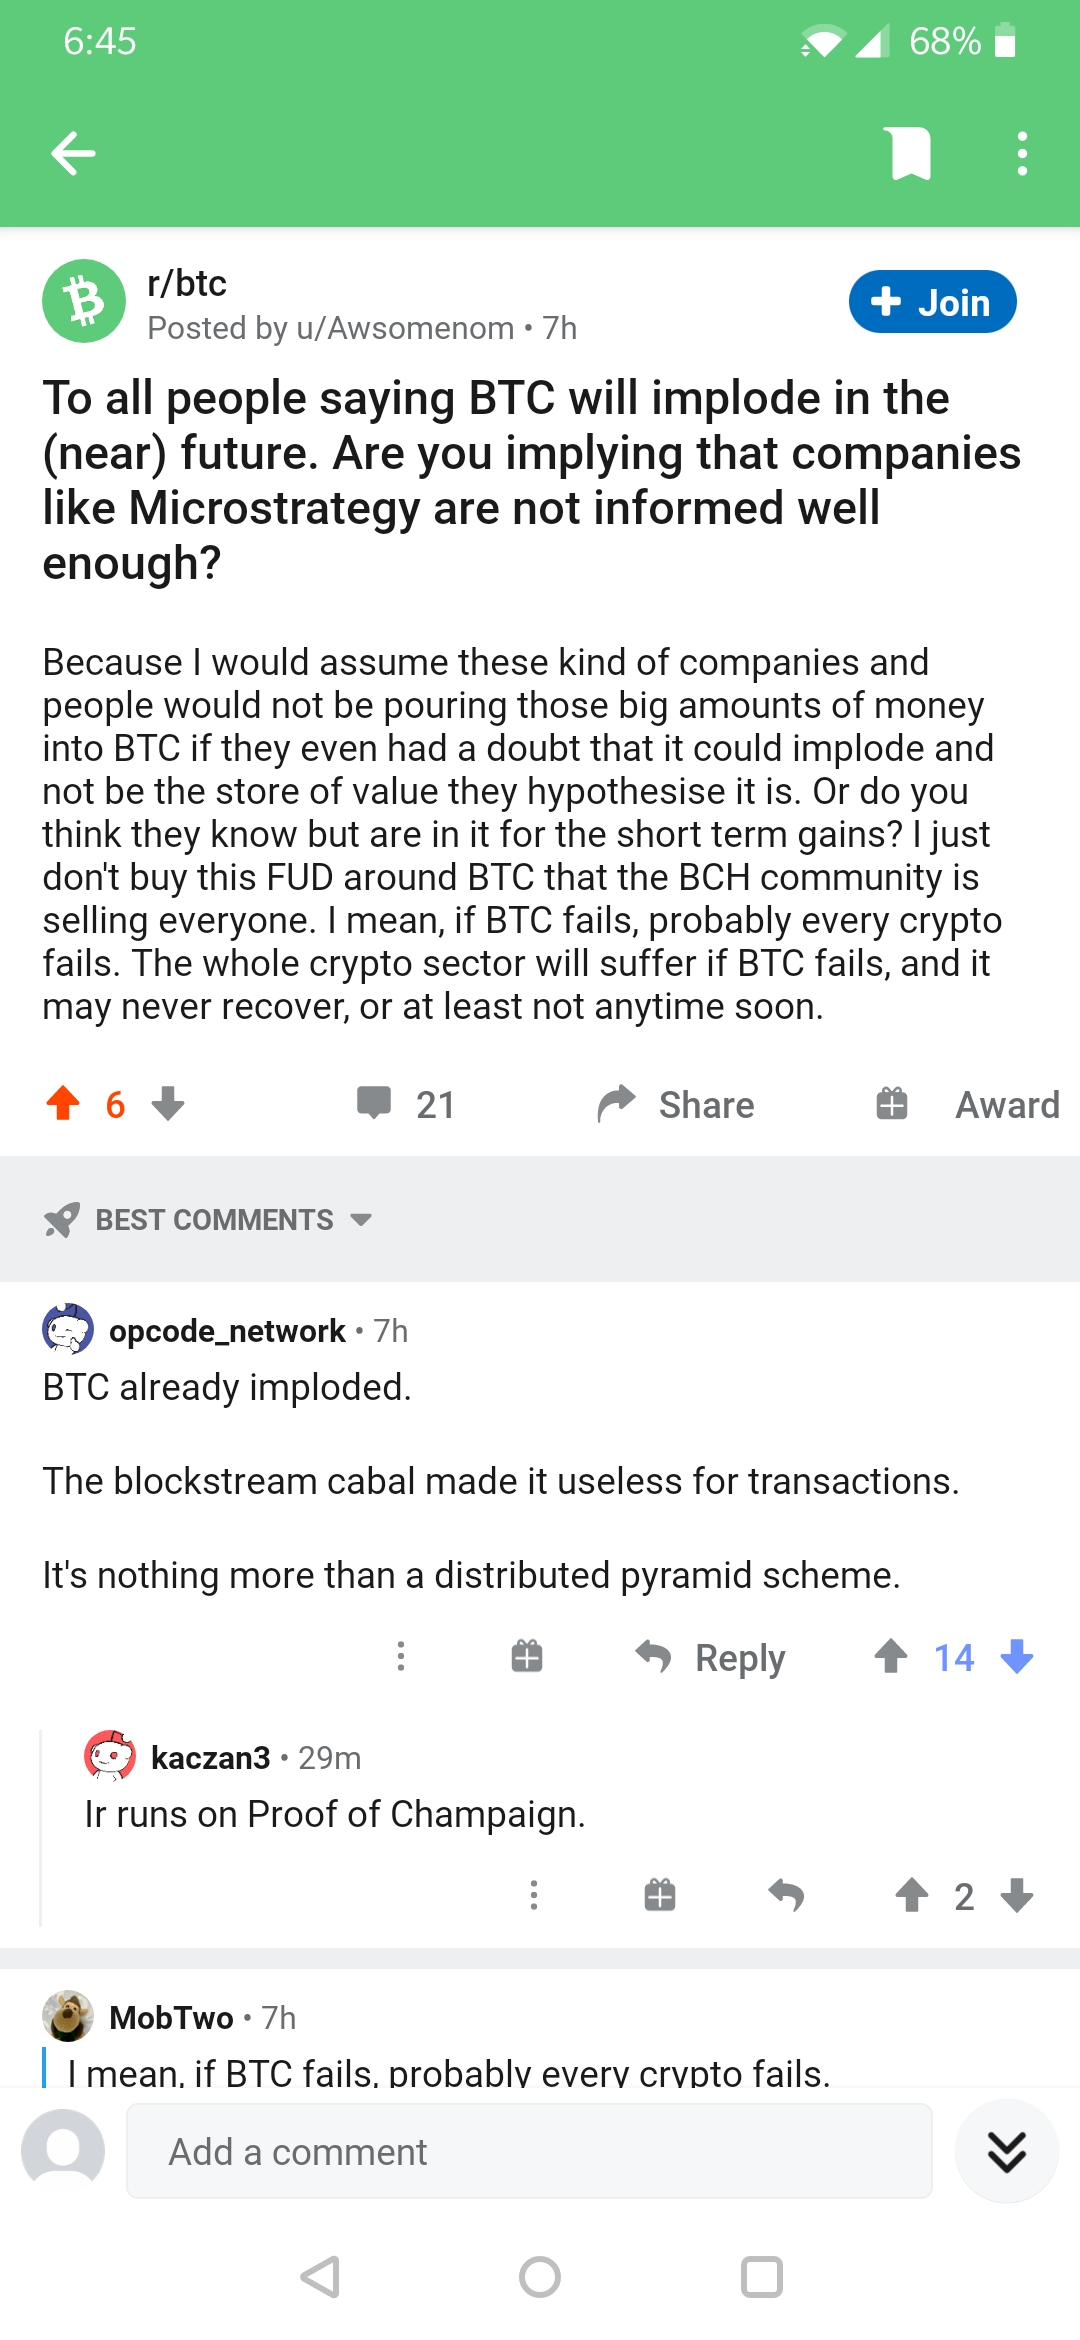 6:45
68%
r/btc
Posted by u/Awsomenom • 7h
Join
To all people saying BTC will implode in the
(near) future. Are you implying that companies
like Microstrategy are not informed well
enough?
Because I would assume these kind of companies and
people would not be pouring those big amounts of money
into BTC if they even had a doubt that it could implode and
not be the store of value they hypothesise it is. Or do you
think they know but are in it for the short term gains? I just
don't buy this FUD around BTC that the BCH community is
selling everyone. I mean, if BTC fails, probably every crypto
fails. The whole crypto sector will suffer if BTC fails, and it
may never recover, or at least not anytime soon.
6 21 Share Award
BEST COMMENTS
opcode_network • 7h
BTC already imploded.
The blockstream cabal made it useless for transactions.
It's nothing more than a distributed pyramid scheme.
Reply 14
kaczan3 • 29m
Ir runs on Proof of Champaign.
2
MobTwo • 7h
I mean, if BTC fails, probably every crypto fails.
Add a comment